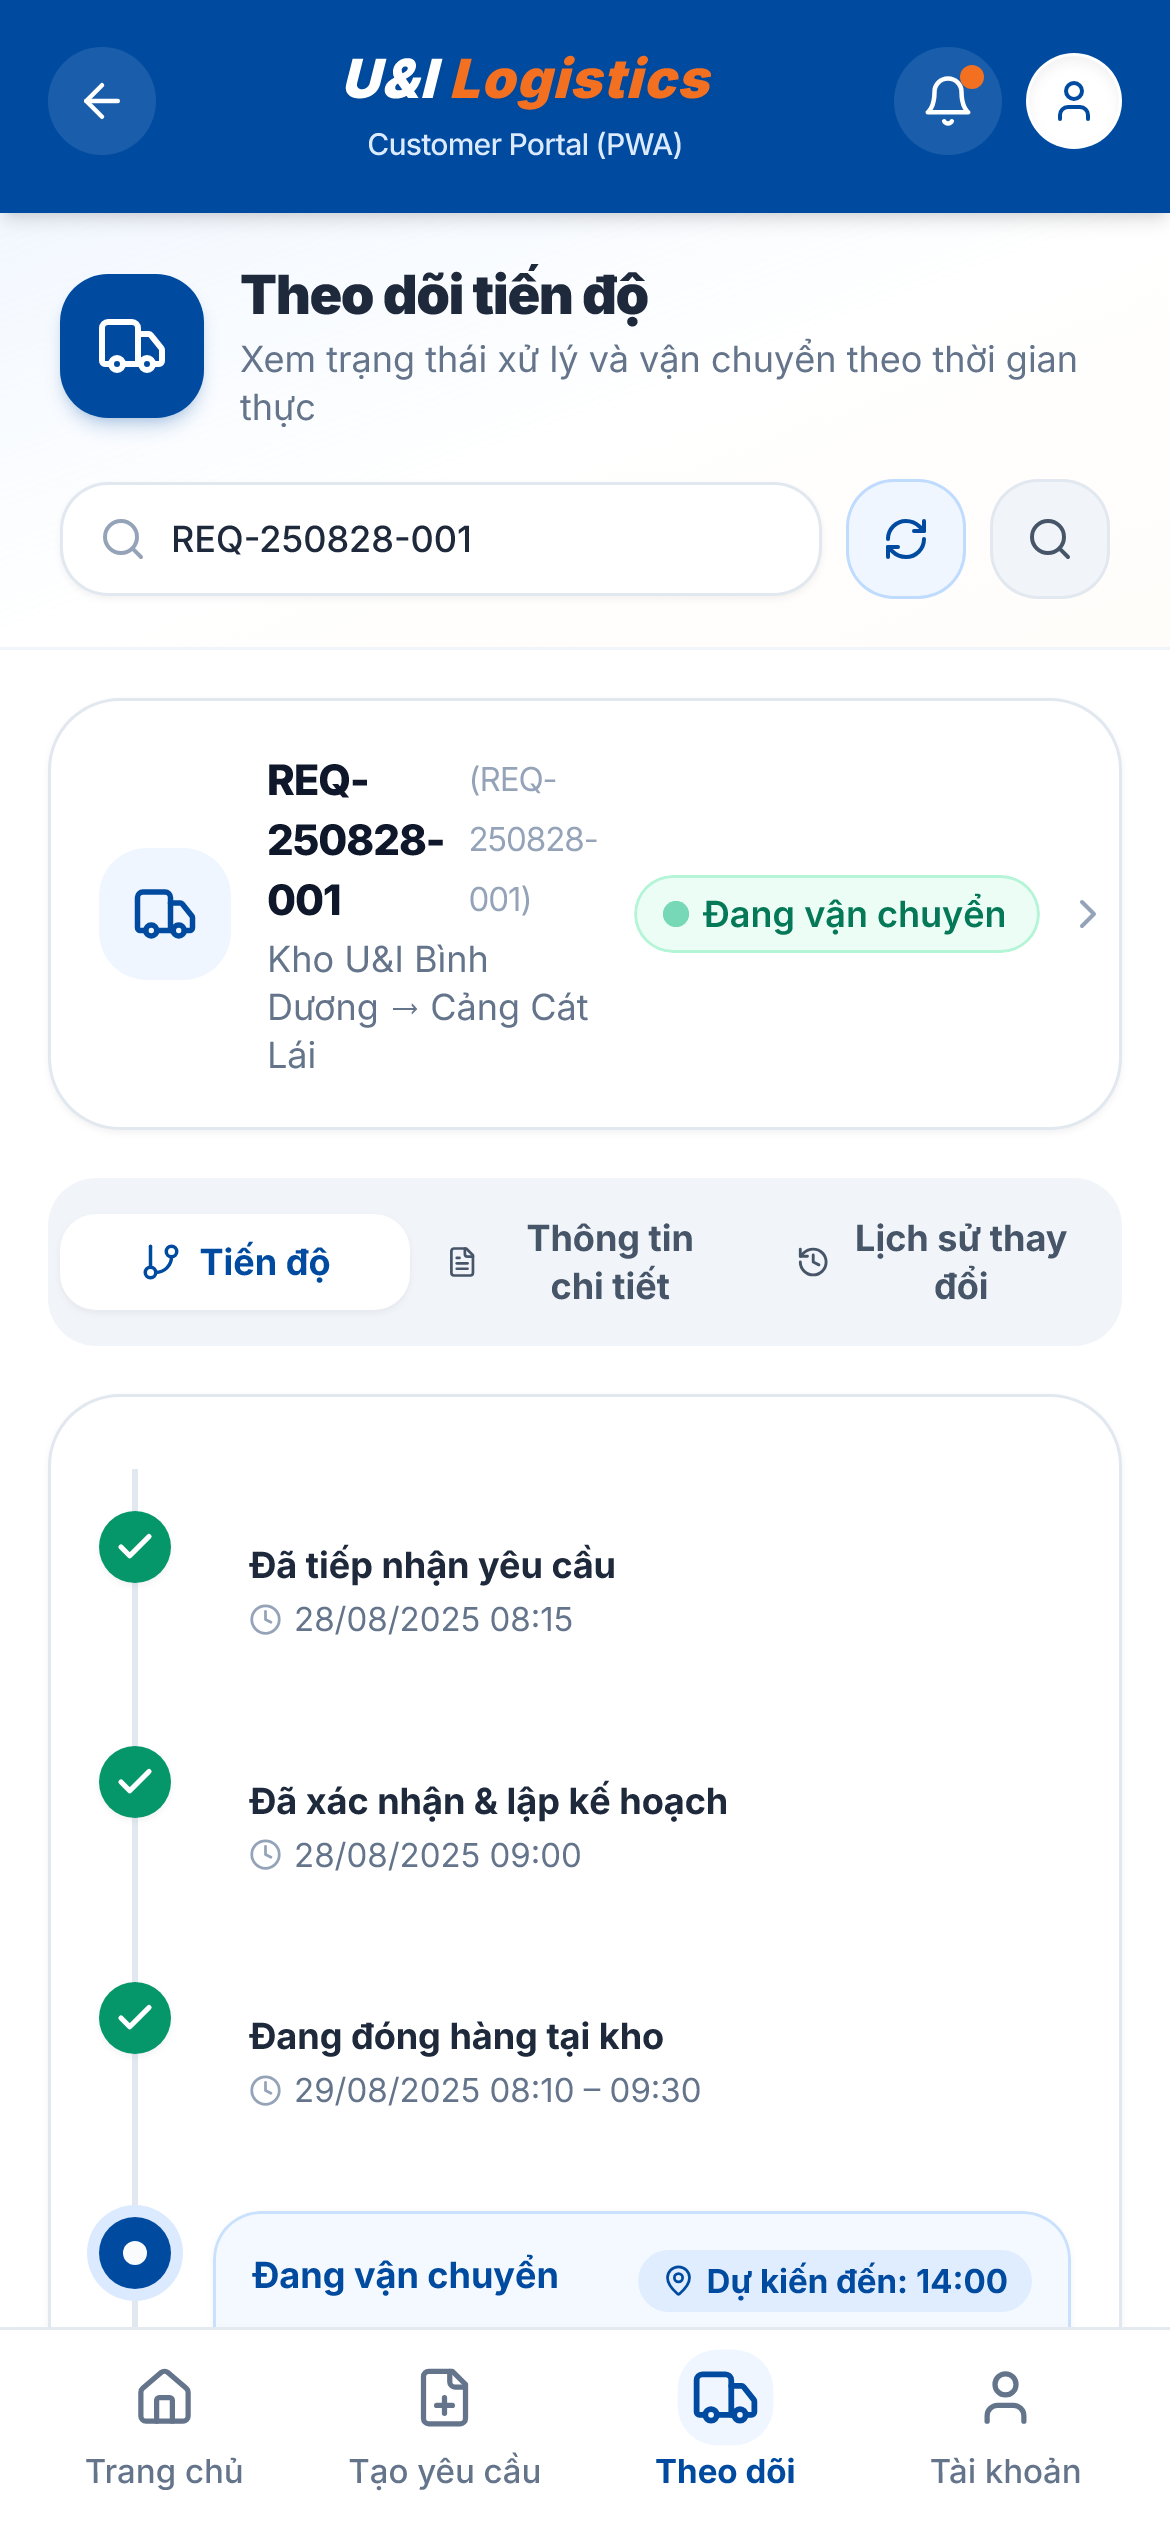 U&I Logistics
Customer Portal (PWA)
Theo dõi tiến độ
Xem trạng thái xử lý và vận chuyển theo thời gian
thực
REQ-250828-001
REQ-
250828-
001
(REQ-
250828-
001)
Kho U&I Bình
Dương → Cảng Cát
Lái
Đang vận chuyển
Tiến độ
Thông tin
chi tiết
Lịch sử thay
đổi
Đã tiếp nhận yêu cầu
28/08/2025 08:15
Đã xác nhận & lập kế hoạch
28/08/2025 09:00
Đang đóng hàng tại kho
29/08/2025 08:10 – 09:30
Đang vận chuyển
Dự kiến đến: 14:00
Trang chủ
Tạo yêu cầu
Theo dõi
Tài khoản